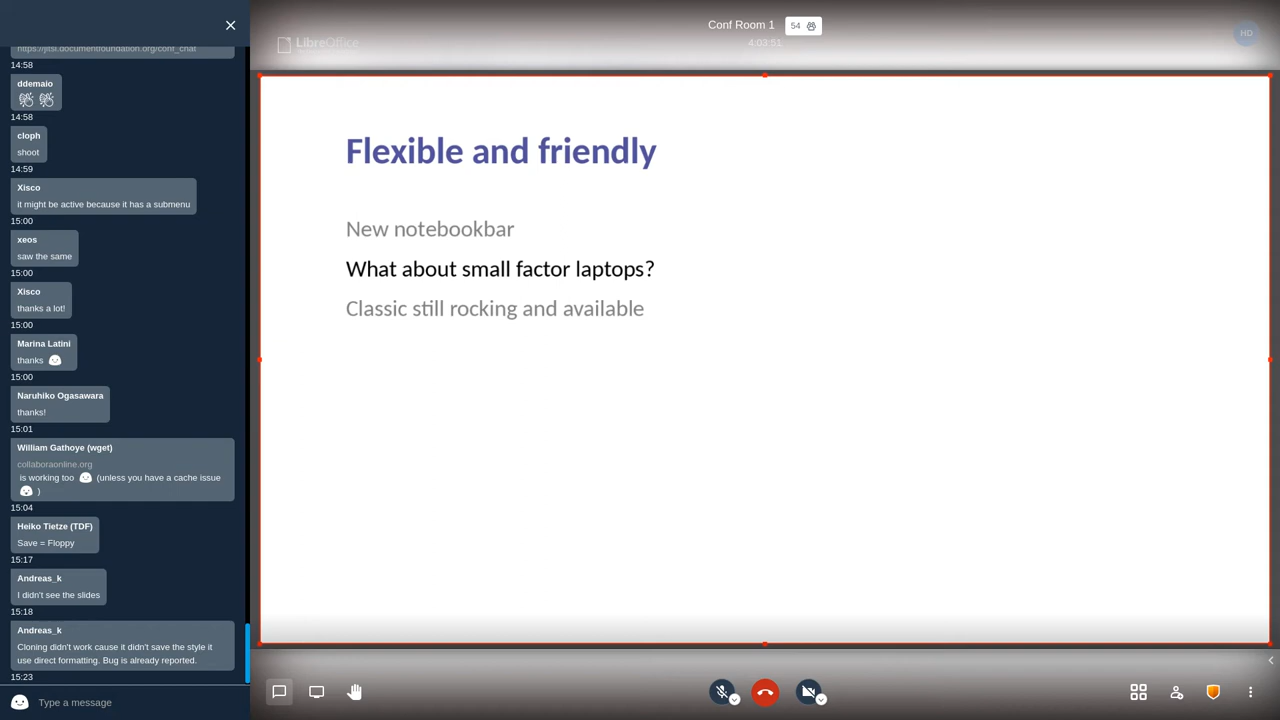 https://jitsi.documentfoundation.org/conf_chat
14:58
ddemaio
14:58
cloph
shoot
14:59
Xisco
it might be active because it has a submenu
15:00
xeos
saw the same
15:00
Xisco
thanks a lot!
15:00
Marina Latini
thanks
15:00
Naruhiko Ogasawara
thanks!
15:01
William Gathoye (wget)
collaboraonline.org
is working too (unless you have a cache issue
)
15:04
Heiko Tietze (TDF)
Save = Floppy
15:17
Andreas_k
I didn't see the slides
15:18
Andreas_k
Cloning didn't work cause it didn't save the style it
use direct formatting. Bug is already reported.
15:23
Type a message
Conf Room 1 54
4:03:51
LibreOffice
HD
Flexible and friendly
New notebookbar
What about small factor laptops?
Classic still rocking and available